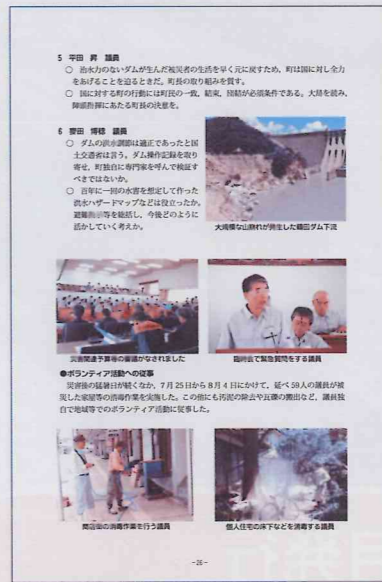 5 平田 昇 議員
○ 治水力のないダムが生んだ被災者の生活を早く元に戻すため、町は国に対し全力
をあげることを迫るときだ。町長の取り組みを質す。
○ 国に対する町の行動には町民の一致、結束、団結が必須条件である。大局を読み、
陣頭指揮にあたる町長の決意を。
6 麥田 博稔 議員
○ ダムの洪水調節は適正であったと国
土交通省は言う。ダム操作記録を取り
寄せ、町独自に専門家を呼んで検証す
べきではないか。
○ 百年に一回の水害を想定して作った
洪水ハザードマップなどは役立ったか。
避難指示等を総括し、今後どのように
活かしていく考えか。
大規模な山崩れが発生した鶴田ダム下流
災害関連予算等の審議がなされました
臨時会で緊急質問をする議員
●ボランティア活動への従事
災害後の猛暑日が続くなか、7月25日から8月4日にかけて、延べ59人の議員が被
災した家屋等の消毒作業を実施した。この他にも汚泥の除去や瓦礫の搬出など、議員独
自で地域等でのボランティア活動に従事した。
商店街の消毒作業を行う議員
個人住宅の床下などを消毒する議員
-26-